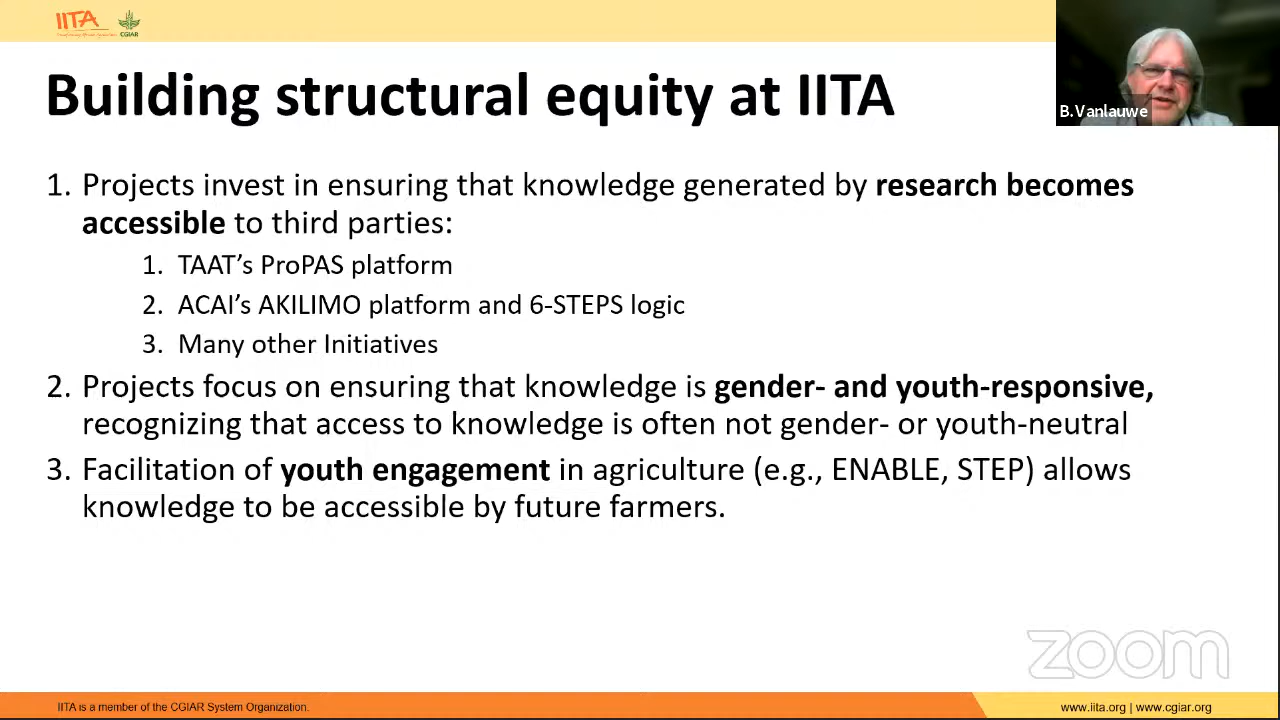 IITA
CGIAR
Building structural equity at IITA
B.Vanlauwe
1. Projects invest in ensuring that knowledge generated by research becomes
accessible to third parties:
1. TAAT’s ProPAS platform
2. ACAI’s AKILIMO platform and 6-STEPS logic
3. Many other Initiatives
2. Projects focus on ensuring that knowledge is gender- and youth-responsive,
recognizing that access to knowledge is often not gender- or youth-neutral
3. Facilitation of youth engagement in agriculture (e.g., ENABLE, STEP) allows
knowledge to be accessible by future farmers.
zoom
IITA is a member of the CGIAR System Organization.
www.iita.org | www.cgiar.org